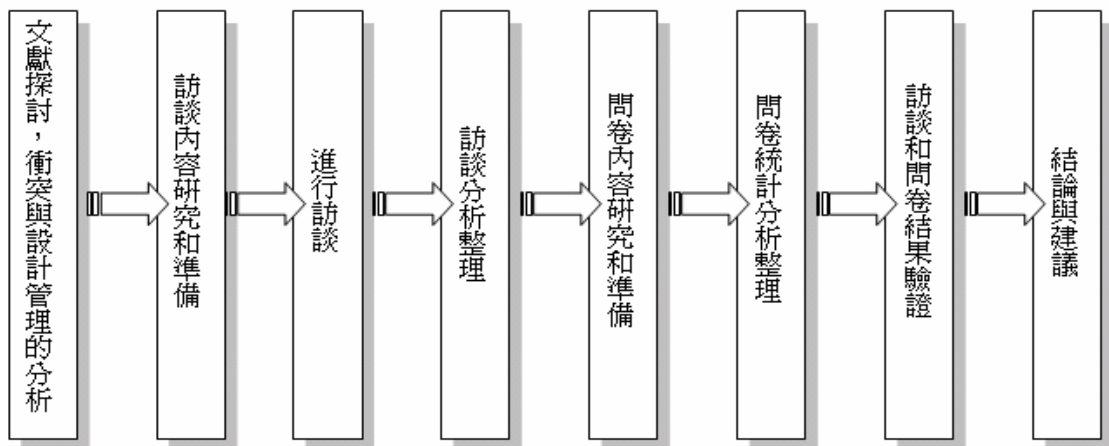 文獻探討，衝突與設計管理的分析
訪談內容研究和準備
進行訪談
訪談分析整理
問卷內容研究和準備
問卷統計分析整理
訪談和問卷結果驗證
結論與建議